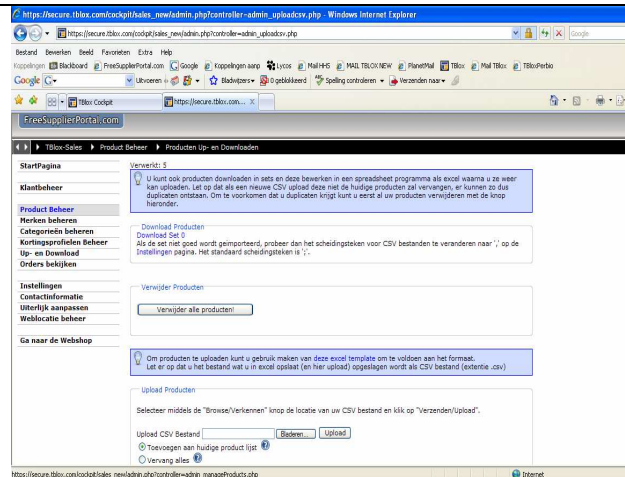 https://secure.tblox.com/cockpit/sales_new/admin.php?controller=admin_uploadcsv.php - Windows Internet Explorer
https://secure.tblox.com/cockpit/sales_new/admin.php?controller=admin_uploadcsv.php
Google
Bestand Bewerken Beeld Favorieten Extra Help
Koppelingen Blackboard FreeSupplierPortal.com Google Koppelingen aanp Lycos Mail HHS MAIL TBLOX NEW PlanetMail TBlox Mail TBlox TBloxPerbio
Google G Uitvoeren Bladwijzers 0 geblokkeerd Spelling controleren Verzenden naar
TBlox Cockpit https://secure.tblox.com... X
FreeSupplierPortal.com
TBlox-Sales Product Beheer Producten Up- en Downloaden
StartPagina
Klantbeheer
Product Beheer
Merken beheren
Categorieën beheren
Kortingsprofielen Beheer
Up- en Download
Orders bekijken
Instellingen
Contactinformatie
Uiterlijk aanpassen
Weblocatie beheer
Ga naar de Webshop
Verwerkt: 5
U kunt ook producten downloaden in sets en deze bewerken in een spreadsheet programma als excel waarna u ze weer
kan uploaden. Let op dat als een nieuwe CSV upload deze niet de huidige producten zal vervangen, er kunnen zo dus
duplicaten ontstaan. Om te voorkomen dat u duplicaten krijgt kunt u eerst al uw producten verwijderen met de knop
hieronder.
Download Producten
Download Set 0
Als de set niet goed wordt geimporteerd, probeer dan het scheidingsteken voor CSV bestanden te veranderen naar ',' op de
Instellingen pagina. Het standaard scheidingsteken is ';'.
Verwijder Producten
Verwijder alle producten!
Om producten te uploaden kunt u gebruik maken van deze excel template om te voldoen aan het formaat.
Let er op dat u het bestand wat u in excel opslaat (en hier upload) opgeslagen wordt als CSV bestand (extentie .csv)
Upload Producten
Selecteer middels de "Browse/Verkennen" knop de locatie van uw CSV bestand en klik op "Verzenden/Upload".
Upload CSV Bestand Bladeren... Upload
Toevoegen aan huidige product lijst
Vervang alles
https://secure.tblox.com/cockpit/sales_new/admin.php?controller=admin_manageProducts.php Internet